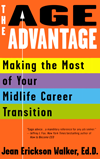 THE AGE
ADVANTAGE
Making the Most
of Your
Midlife Career
Transition
Jean Erickson Walker, Ed.D.